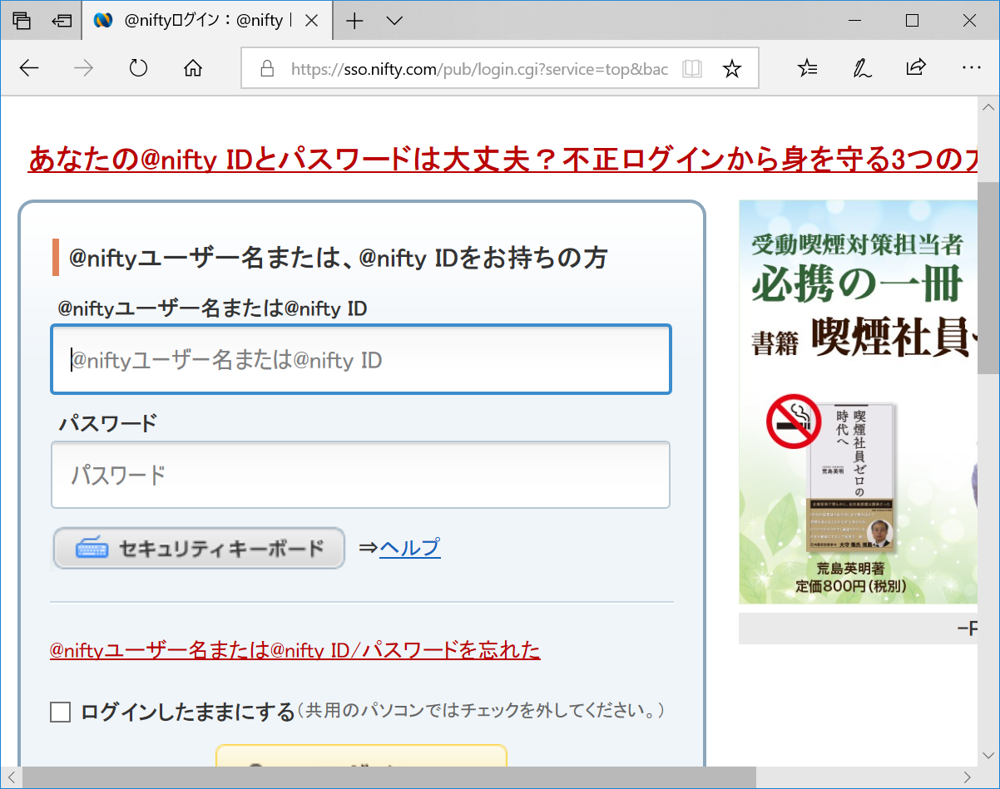 @niftyログイン：@nifty |
https://sso.nifty.com/pub/login.cgi?service=top&bac
あなたの@nifty IDとパスワードは大丈夫？不正ログインから身を守る3つの方
@niftyユーザー名または、@nifty IDをお持ちの方
@niftyユーザー名または@nifty ID
@niftyユーザー名または@nifty ID
パスワード
パスワード
セキュリティキーボード ⇒ヘルプ
@niftyユーザー名または@nifty ID/パスワードを忘れた
ログインしたままにする（共用のパソコンではチェックを外してください。）
受動喫煙対策担当者
必携の一冊
書籍 喫煙社員
喫煙社員ゼロの
時代へ
荒島英明
荒島英明著
定価800円（税別）